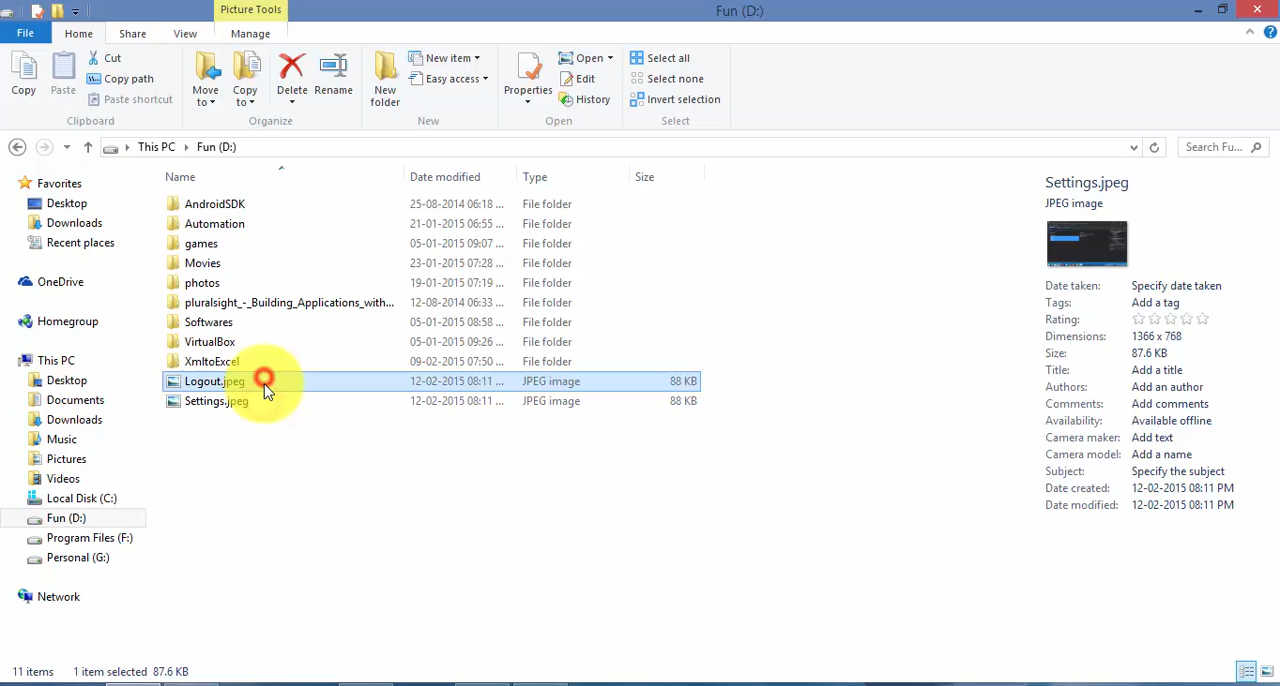 Picture Tools
Fun (D:)
File Home Share View Manage
Copy
Paste
Cut
Copy path
Paste shortcut
Clipboard
Move to
Copy to
Delete
Rename
Organize
New folder
New item
Easy access
New
Properties
Open
Edit
History
Open
Select all
Select none
Invert selection
Select
This PC Fun (D:)
Search Fu...
Favorites
Desktop
Downloads
Recent places
OneDrive
Homegroup
This PC
Desktop
Documents
Downloads
Music
Pictures
Videos
Local Disk (C:)
Fun (D:)
Program Files (F:)
Personal (G:)
Network
Name Date modified Type Size
AndroidSDK 25-08-2014 06:18 ... File folder
Automation 21-01-2015 06:55 ... File folder
games 05-01-2015 09:07 ... File folder
Movies 23-01-2015 07:28 ... File folder
photos 19-01-2015 07:19 ... File folder
pluralsight_-_Building_Applications_with... 12-08-2014 06:33 ... File folder
Softwares 05-01-2015 08:58 ... File folder
VirtualBox 05-01-2015 09:26 ... File folder
XmltoExcel 09-02-2015 07:50 ... File folder
Logout.jpeg 12-02-2015 08:11 ... JPEG image 88 KB
Settings.jpeg 12-02-2015 08:11 ... JPEG image 88 KB
Settings.jpeg
JPEG image
Date taken: Specify date taken
Tags: Add a tag
Rating:
Dimensions: 1366 x 768
Size: 87.6 KB
Title: Add a title
Authors: Add an author
Comments: Add comments
Availability: Available offline
Camera maker: Add text
Camera model: Add a name
Subject: Specify the subject
Date created: 12-02-2015 08:11 PM
Date modified: 12-02-2015 08:11 PM
11 items 1 item selected 87.6 KB